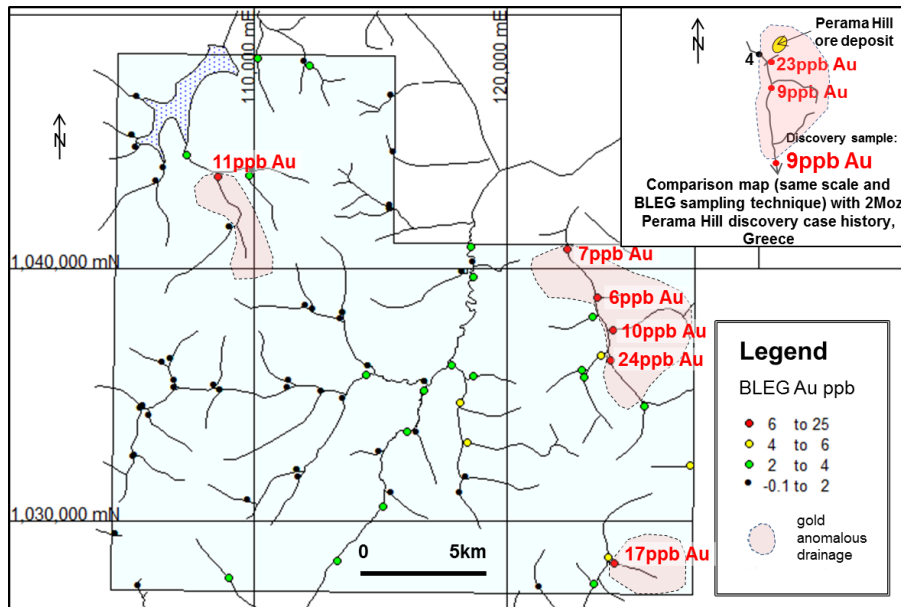 110,000 mE
120,000 mE
N
N
Perama Hill
ore deposit
4
23ppb Au
9ppb Au
Discovery sample:
9ppb Au
Comparison map (same scale and
BLEG sampling technique) with 2Moz
Perama Hill discovery case history,
Greece
11ppb Au
1,040,000 mN
7ppb Au
6ppb Au
10ppb Au
24ppb Au
Legend
BLEG Au ppb
6 to 25
4 to 6
2 to 4
-0.1 to 2
gold
anomalous
drainage
1,030,000 mN
0 5km
17ppb Au